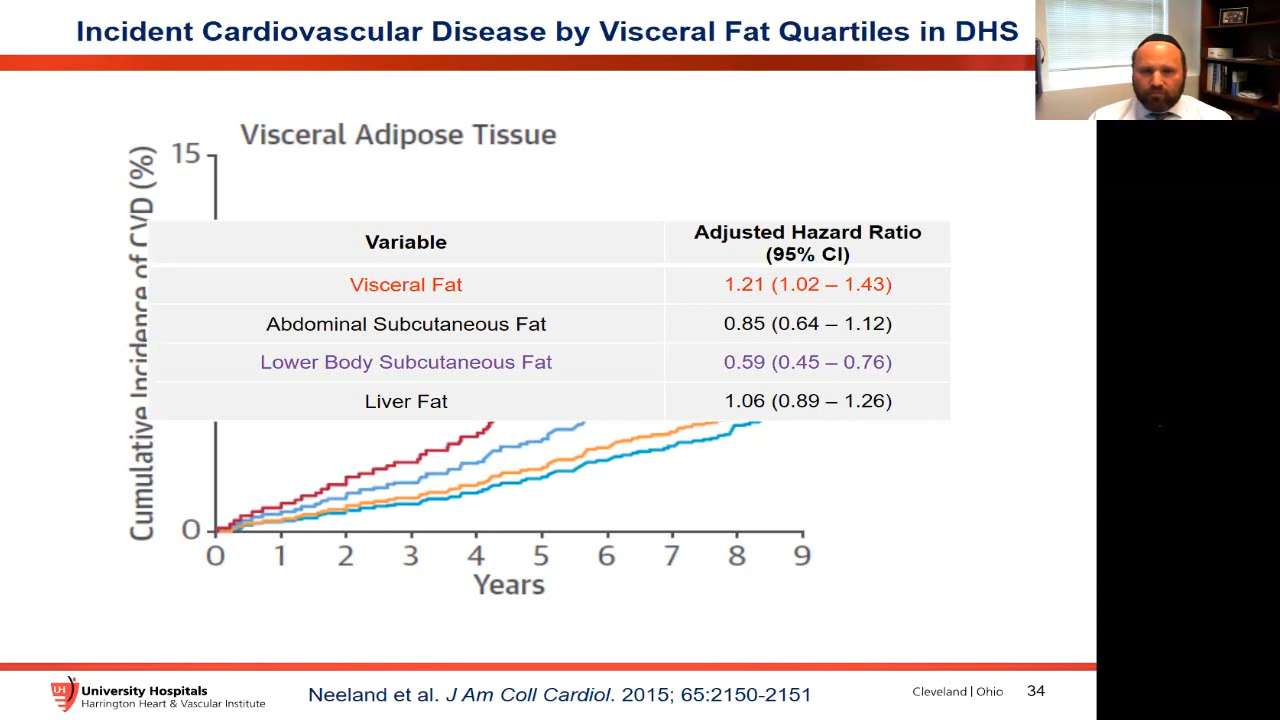 Incident Cardiovascular Disease by Visceral Fat Quartiles in DHS
Visceral Adipose Tissue
Cumulative Incidence of CVD (%)
15
Variable
Adjusted Hazard Ratio
(95% CI)
Visceral Fat
1.21 (1.02 – 1.43)
Abdominal Subcutaneous Fat
0.85 (0.64 – 1.12)
Lower Body Subcutaneous Fat
0.59 (0.45 – 0.76)
Liver Fat
1.06 (0.89 – 1.26)
0
0 1 2 3 4 5 6 7 8 9
Years
UH
University Hospitals
Harrington Heart & Vascular Institute
Neeland et al. J Am Coll Cardiol. 2015; 65:2150-2151
Cleveland | Ohio
34